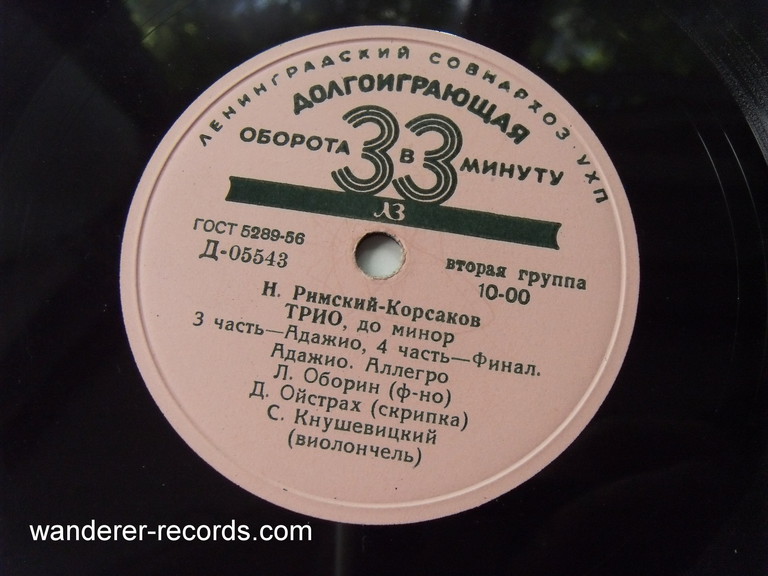 ЛЕНИНГРАДСКИЙ СОВНАРХОЗ·УХП
ДОЛГОИГРАЮЩАЯ
ОБОРОТА 33 В МИНУТУ
ЛЗ
ГОСТ 5289-56
Д-05543
вторая группа
10-00
Н. Римский-Корсаков
ТРИО, до минор
3 часть—Адажио, 4 часть—Финал.
Адажио. Аллегро
Л. Оборин (ф-но)
Д. Ойстрах (скрипка)
С. Кнушевицкий
(виолончель)
wanderer-records.com